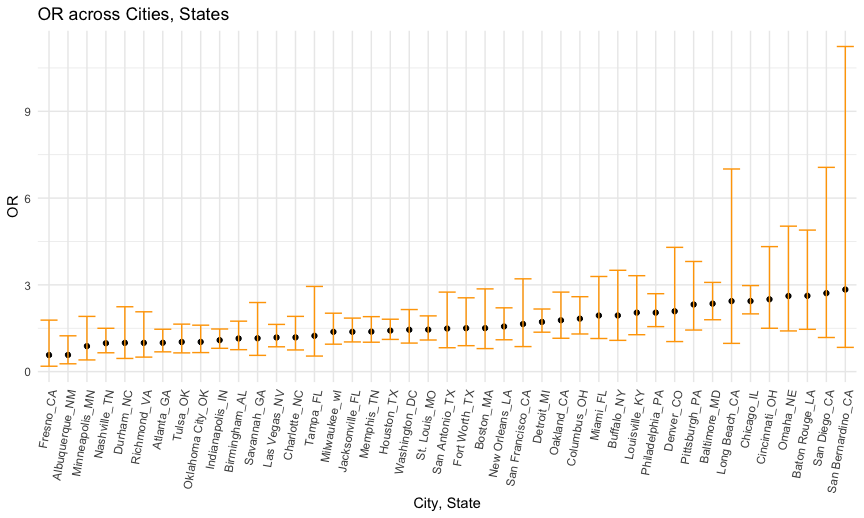 OR across Cities, States
OR
9
6
3
0
Fresno_CA
Albuquerque_NM
Minneapolis_MN
Nashville_TN
Durham_NC
Richmond_VA
Atlanta_GA
Tulsa_OK
Oklahoma City_OK
Indianapolis_IN
Birmingham_AL
Savannah_GA
Las Vegas_NV
Charlotte_NC
Tampa_FL
Milwaukee_wI
Jacksonville_FL
Memphis_TN
Houston_TX
Washington_DC
St. Louis_MO
San Antonio_TX
Fort Worth_TX
Boston_MA
New Orleans_LA
San Francisco_CA
Detroit_MI
Oakland_CA
Columbus_OH
Miami_FL
Buffalo_NY
Louisville_KY
Philadelphia_PA
Denver_CO
Pittsburgh PA
Baltimore_MD
Long Beach_CA
Chicago_IL
Cincinnati_OH
Omaha_NE
Baton Rouge_LA
San Diego_CA
San Bernardino_CA
City, State